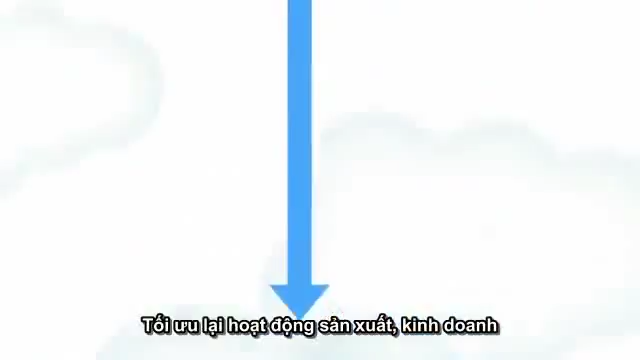 Tối ưu lại hoạt động sản xuất, kinh doanh